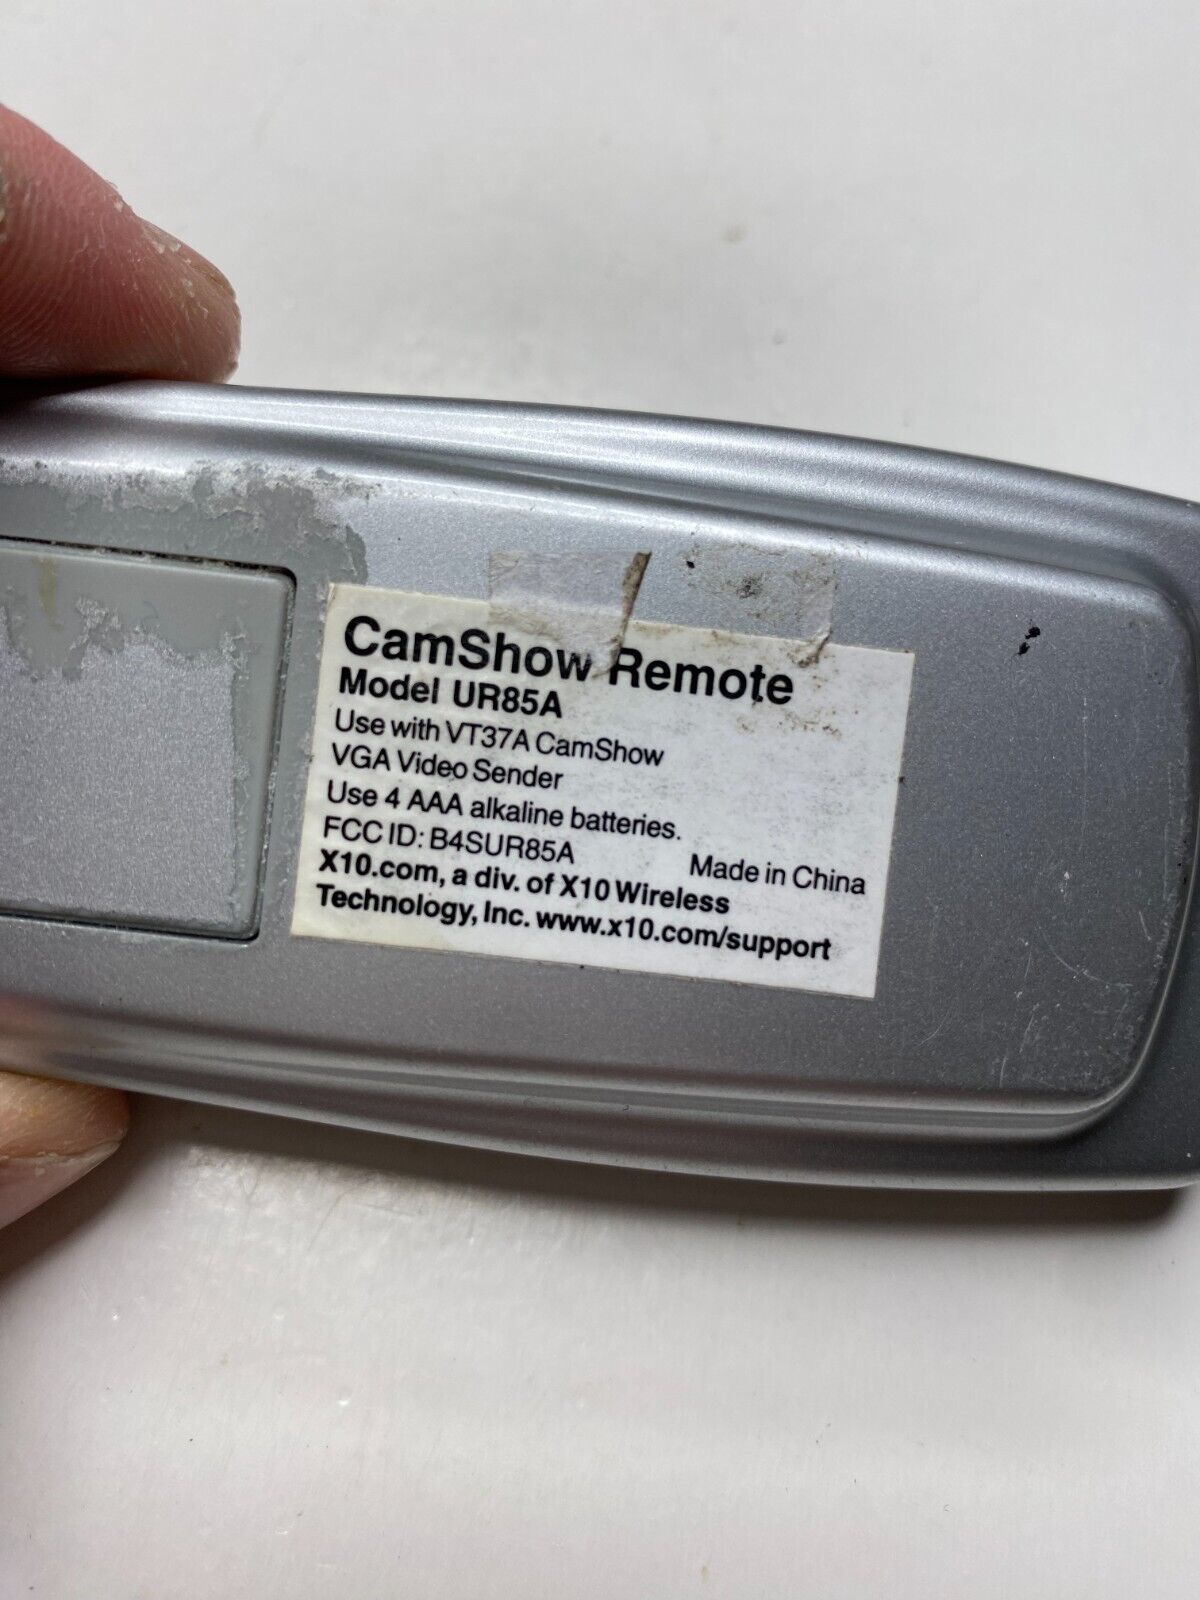 CamShow Remote
Model UR85A
Use with VT37A CamShow
VGA Video Sender
Use 4 AAA alkaline batteries.
FCC ID: B4SUR85A
Made in China
X10.com, a div. of X10 Wireless
Technology, Inc. www.x10.com/support